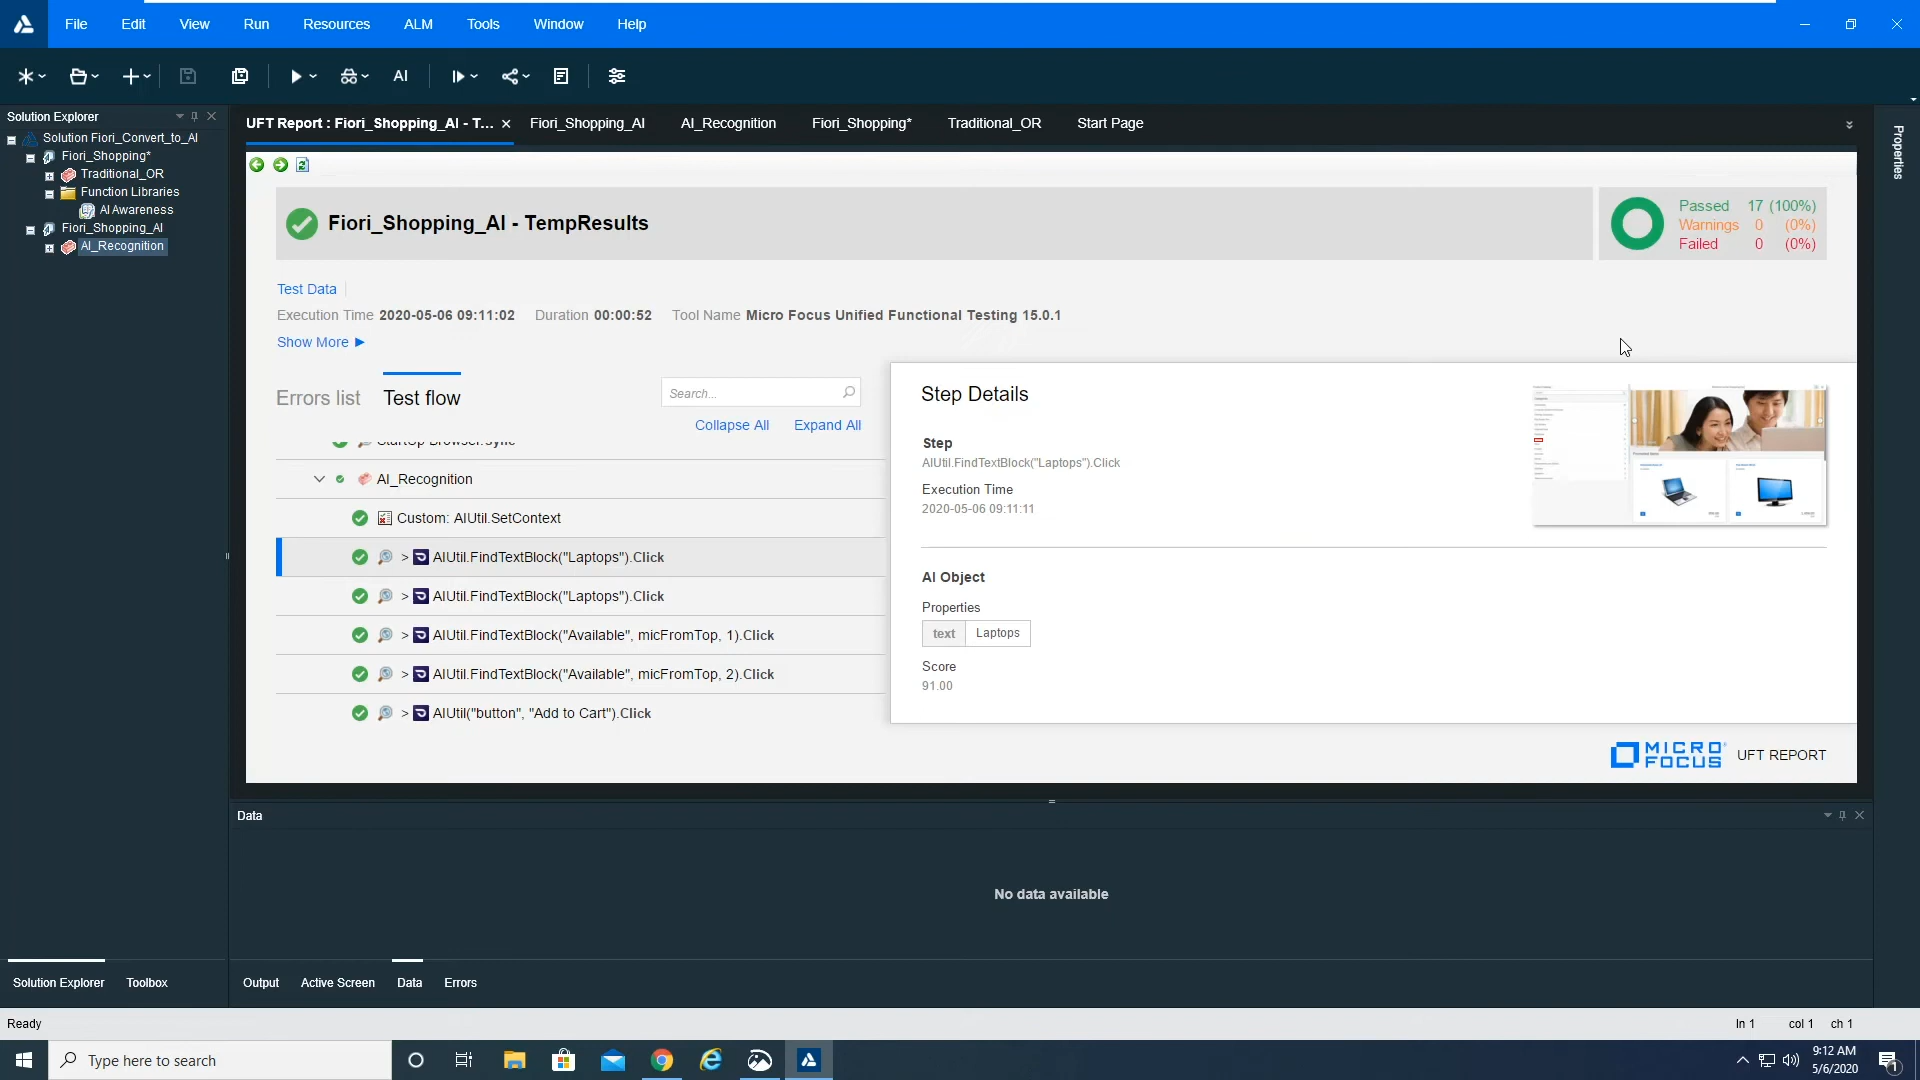 File Edit View Run Resources ALM Tools Window Help
AI
Solution Explorer
Solution Fiori_Convert_to_AI
Fiori_Shopping*
Traditional_OR
Function Libraries
AIAwareness
Fiori_Shopping_AI
AI_Recognition
UFT Report : Fiori_Shopping_AI - T... Fiori_Shopping_AI AI_Recognition Fiori_Shopping* Traditional_OR Start Page
Properties
Fiori_Shopping_AI - TempResults
Passed 17 (100%)
Warnings 0 (0%)
Failed 0 (0%)
Test Data
Execution Time 2020-05-06 09:11:02 Duration 00:00:52 Tool Name Micro Focus Unified Functional Testing 15.0.1
Show More
Errors list Test flow
Search...
Collapse All Expand All
AI_Recognition
Custom: AIUtil.SetContext
> AIUtil.FindTextBlock("Laptops").Click
> AIUtil.FindTextBlock("Laptops").Click
> AIUtil.FindTextBlock("Available", micFromTop, 1).Click
> AIUtil.FindTextBlock("Available", micFromTop, 2).Click
> AIUtil("button", "Add to Cart").Click
Step Details
Step
AIUtil.FindTextBlock("Laptops").Click
Execution Time
2020-05-06 09:11:11
AI Object
Properties
text Laptops
Score
91.00
MICRO
FOCUS
UFT REPORT
Data
No data available
Solution Explorer Toolbox
Output Active Screen Data Errors
Ready
ln 1 col 1 ch 1
Type here to search
9:12 AM
5/6/2020
1